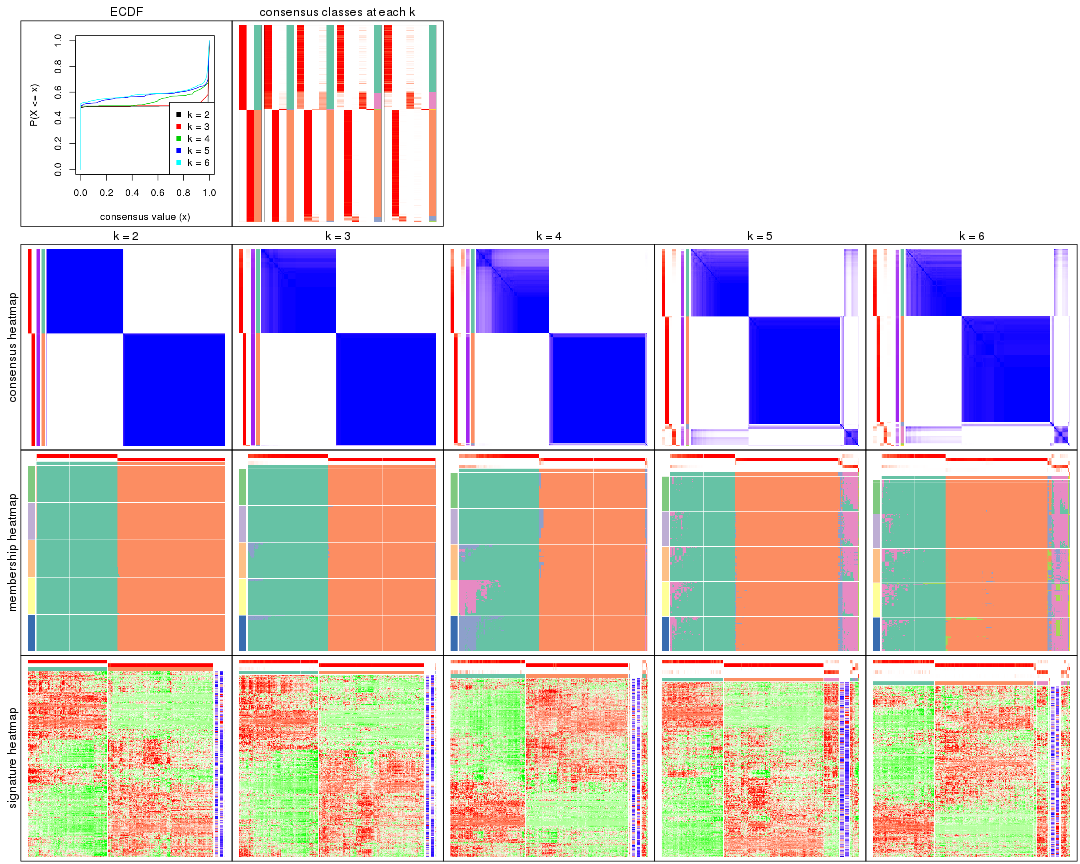 ECDF
consensus classes at each k
P(X <= x)
0.0 0.2 0.4 0.6 0.8 1.0
k = 2
k = 3
k = 4
k = 5
k = 6
0.0 0.2 0.4 0.6 0.8 1.0
consensus value (x)
k = 2 k = 3 k = 4 k = 5 k = 6
consensus heatmap
membership heatmap
signature heatmap